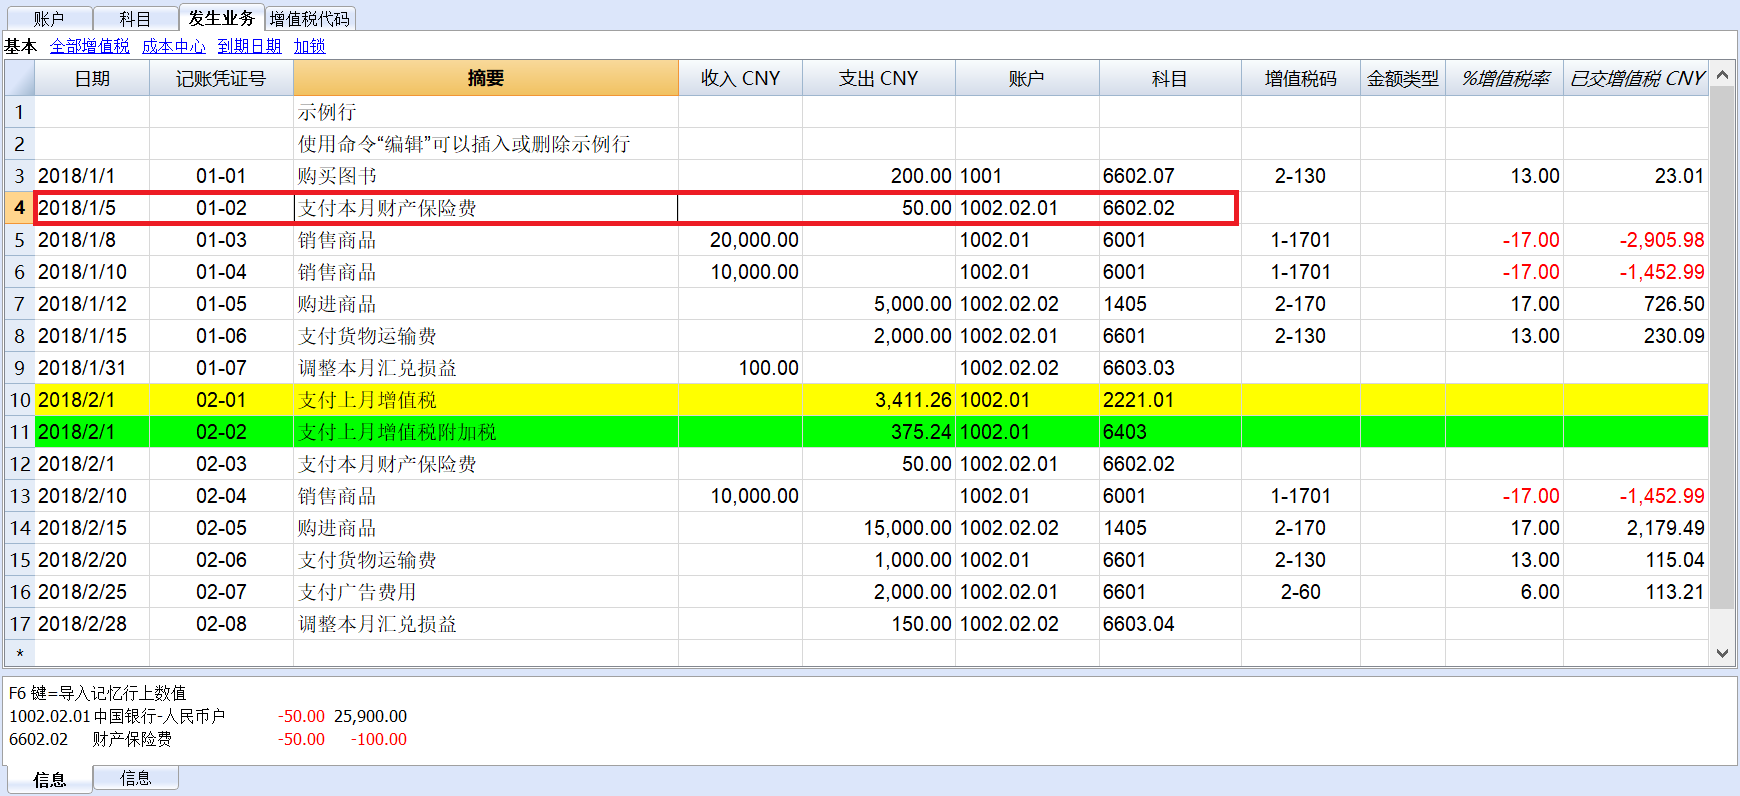 账户 科目 发生业务 增值税代码
基本 全部增值税 成本中心 到期日期 加锁
日期 记账凭证号 摘要 收入 CNY 支出 CNY 账户 科目 增值税码 金额类型 %增值税率 已交增值税 CNY
1 示例行
2 使用命令“编辑”可以插入或删除示例行
3 2018/1/1 01-01 购买图书 200.00 1001 6602.07 2-130 13.00 23.01
4 2018/1/5 01-02 支付本月财产保险费 50.00 1002.02.01 6602.02
5 2018/1/8 01-03 销售商品 20,000.00 1002.01 6001 1-1701 -17.00 -2,905.98
6 2018/1/10 01-04 销售商品 10,000.00 1002.01 6001 1-1701 -17.00 -1,452.99
7 2018/1/12 01-05 购进商品 5,000.00 1002.02.02 1405 2-170 17.00 726.50
8 2018/1/15 01-06 支付货物运输费 2,000.00 1002.02.01 6601 2-130 13.00 230.09
9 2018/1/31 01-07 调整本月汇兑损益 100.00 1002.02.02 6603.03
10 2018/2/1 02-01 支付上月增值税 3,411.26 1002.01 2221.01
11 2018/2/1 02-02 支付上月增值税附加税 375.24 1002.01 6403
12 2018/2/1 02-03 支付本月财产保险费 50.00 1002.02.01 6602.02
13 2018/2/10 02-04 销售商品 10,000.00 1002.01 6001 1-1701 -17.00 -1,452.99
14 2018/2/15 02-05 购进商品 15,000.00 1002.02.02 1405 2-170 17.00 2,179.49
15 2018/2/20 02-06 支付货物运输费 1,000.00 1002.01 6601 2-130 13.00 115.04
16 2018/2/25 02-07 支付广告费用 2,000.00 1002.02.01 6601 2-60 6.00 113.21
17 2018/2/28 02-08 调整本月汇兑损益 150.00 1002.02.02 6603.04
*
F6 键=导入记忆行上数值
1002.02.01 中国银行-人民币户 -50.00 25,900.00
6602.02 财产保险费 -50.00 -100.00
信息 信息